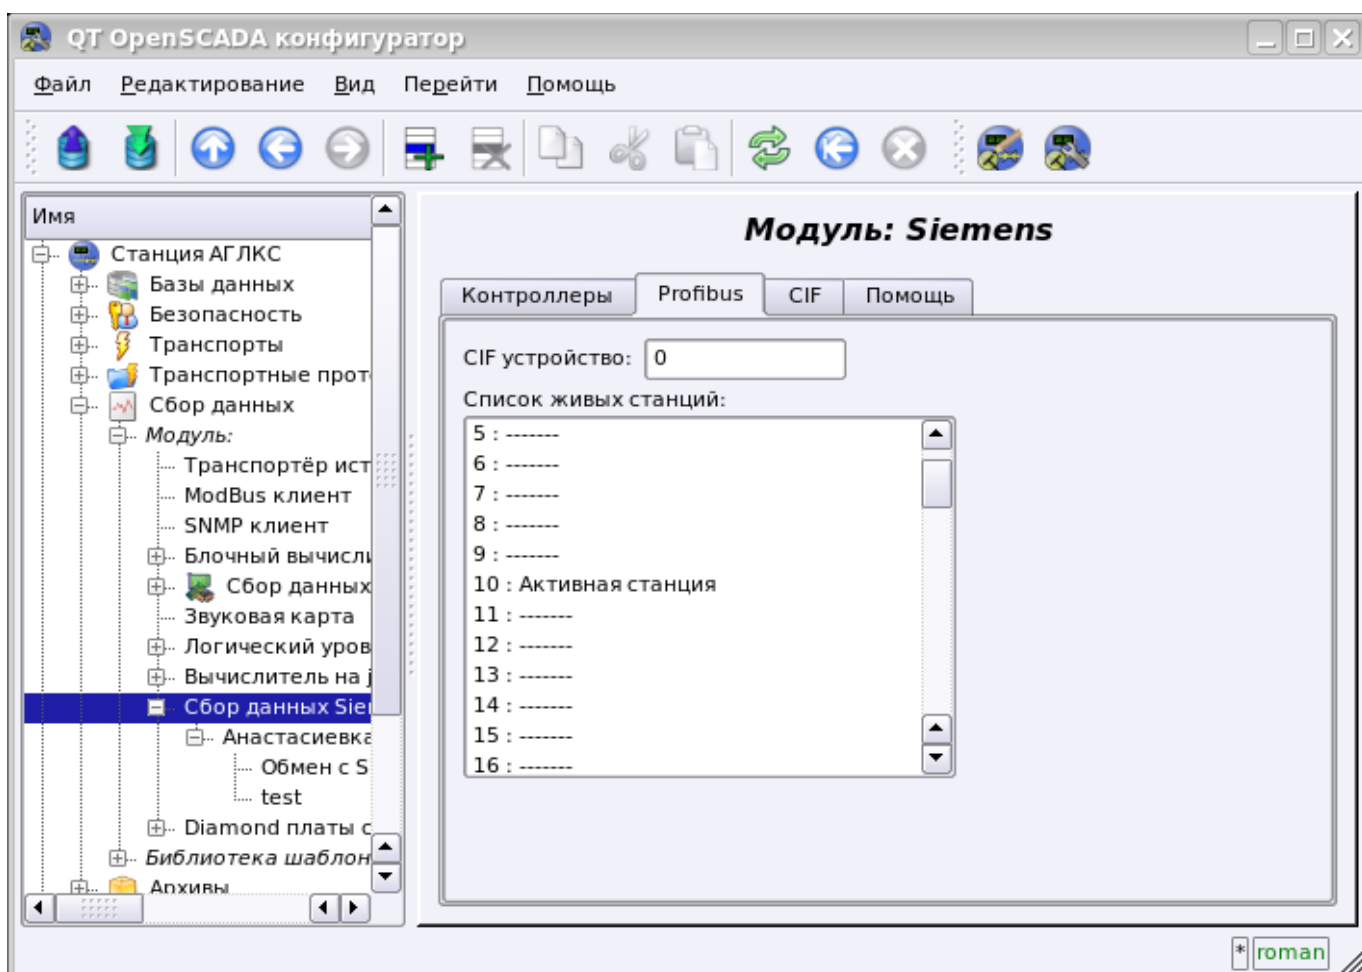 QT OpenSCADA конфигуратор
Файл Редактирование Вид Перейти Помощь
Имя
Станция АГЛКС
Базы данных
Безопасность
Транспорты
Транспортные прот
Сбор данных
Модуль:
Транспортёр ист
ModBus клиент
SNMP клиент
Блочный вычисли
Сбор данных
Звуковая карта
Логический уров
Вычислитель на j
Сбор данных Sie
Анастасиевка
Обмен с S
test
Diamond платы с
Библиотека шаблон
Архивы
Модуль: Siemens
Контроллеры Profibus CIF Помощь
CIF устройство: 0
Список живых станций:
5 : -------
6 : -------
7 : -------
8 : -------
9 : -------
10 : Активная станция
11 : -------
12 : -------
13 : -------
14 : -------
15 : -------
16 : -------
* roman